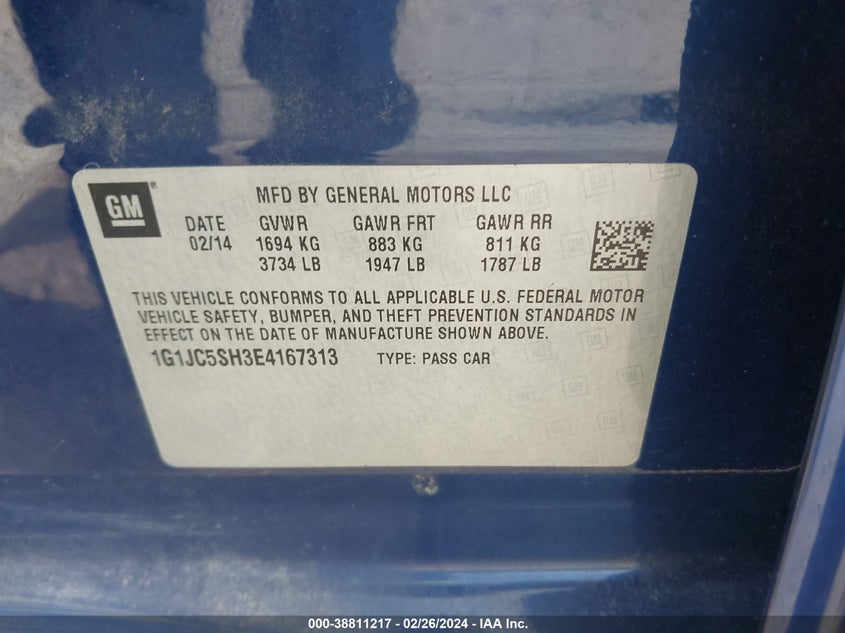 GM®
MFD BY GENERAL MOTORS LLC
DATE GVWR GAWR FRT GAWR RR
02/14 1694 KG 883 KG 811 KG
3734 LB 1947 LB 1787 LB
THIS VEHICLE CONFORMS TO ALL APPLICABLE U.S. FEDERAL MOTOR
VEHICLE SAFETY, BUMPER, AND THEFT PREVENTION STANDARDS IN
EFFECT ON THE DATE OF MANUFACTURE SHOWN ABOVE.
1G1JC5SH3E4167313 TYPE: PASS CAR
000-38811217 - 02/26/2024 - IAA Inc.